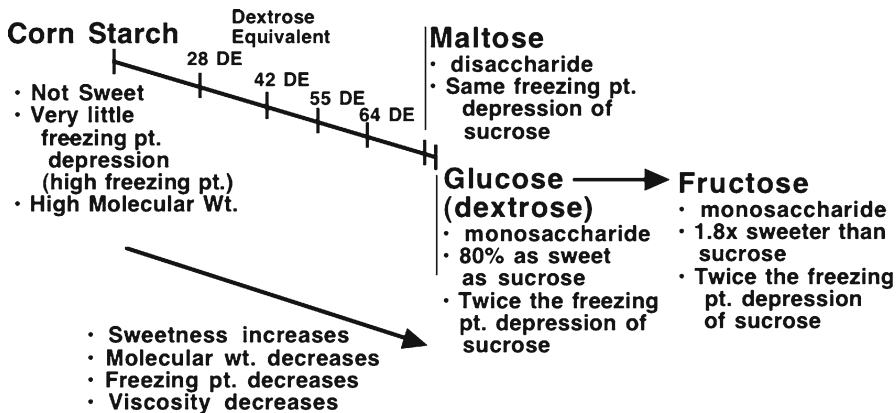 Corn Starch
Dextrose
Equivalent
28 DE
42 DE
55 DE
64 DE
· Not Sweet
· Very little
freezing pt.
depression
(high freezing pt.)
· High Molecular Wt.
Maltose
· disaccharide
· Same freezing pt.
depression of
sucrose
Glucose
(dextrose)
· monosaccharide
· 80% as sweet
as sucrose
· Twice the freezing
pt. depression of
sucrose
Fructose
· monosaccharide
· 1.8x sweeter than
sucrose
· Twice the freezing
pt. depression
of sucrose
· Sweetness increases
· Molecular wt. decreases
· Freezing pt. decreases
· Viscosity decreases